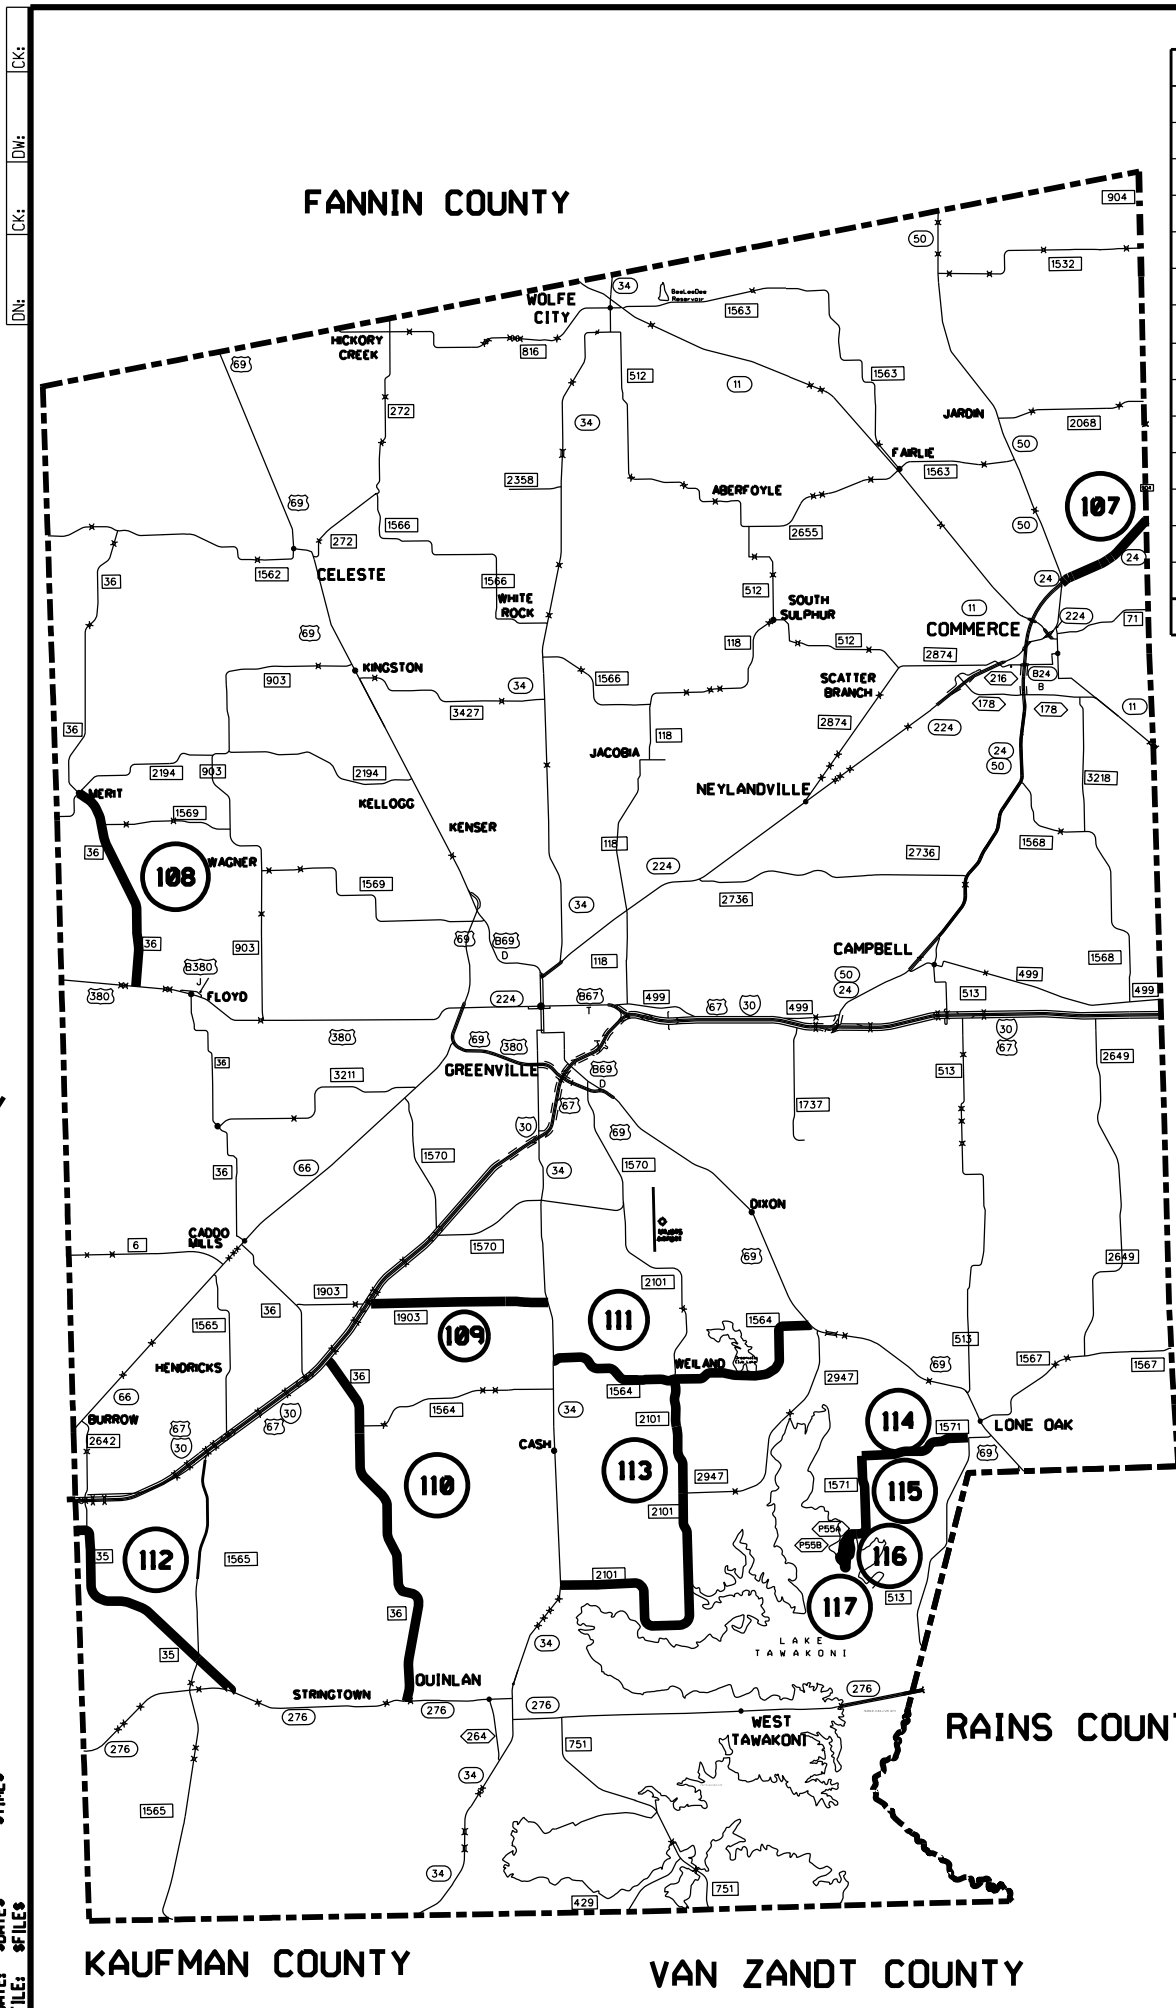 CK:
DW:
CK:
DN:
FANNIN COUNTY
904
50
1532
34
WOLFE
CITY
BeeLeeDee
Reservoir
1563
HICKORY
CREEK
816
69
512
11
1563
272
34
JARDIN
2068
50
FAIRLIE
1563
2358
ABERFOYLE
107
69
1566
50
2655
272
24
36
1562
CELESTE
1566
24
512
WHITE
ROCK
SOUTH
SULPHUR
11
224
71
69
COMMERCE
118
512
2874
KINGSTON
903
1566
SCATTER
BRANCH
216
B24
B
34
3427
178
178
11
2874
224
36
118
JACOBIA
24
50
2194
903
2194
3218
MERIT
NEYLANDVILLE
KELLOGG
1569
KENSER
118
1568
36
WAGNER
2736
108
224
1569
2736
34
36
903
69
B69
D
CAMPBELL
1568
118
B380
J
50
24
499
380
FLOYD
224
B67
T
499
67
30
499
513
499
380
69
380
30
67
36
3211
GREENVILLE
B69
D
513
2649
67
1737
30
69
36
66
1570
34
1570
DIXON
CADDO
MILLS
6
1570
69
2649
2101
1903
36
1903
111
1564
1565
109
513
HENDRICKS
WEILAND
1567
1567
36
69
1564
2947
66
67
30
67
30
1564
34
2101
114
BURROW
1571
LONE OAK
2642
CASH
69
110
113
2947
1571
115
2101
P55A
P55B
112
35
1565
116
2101
36
117
513
34
LAKE
TAWAKONI
35
QUINLAN
STRINGTOWN
276
276
276
276
264
WEST
TAWAKONI
RAINS COUN
276
751
34
1565
34
751
429
KAUFMAN COUNTY
VAN ZANDT COUNTY